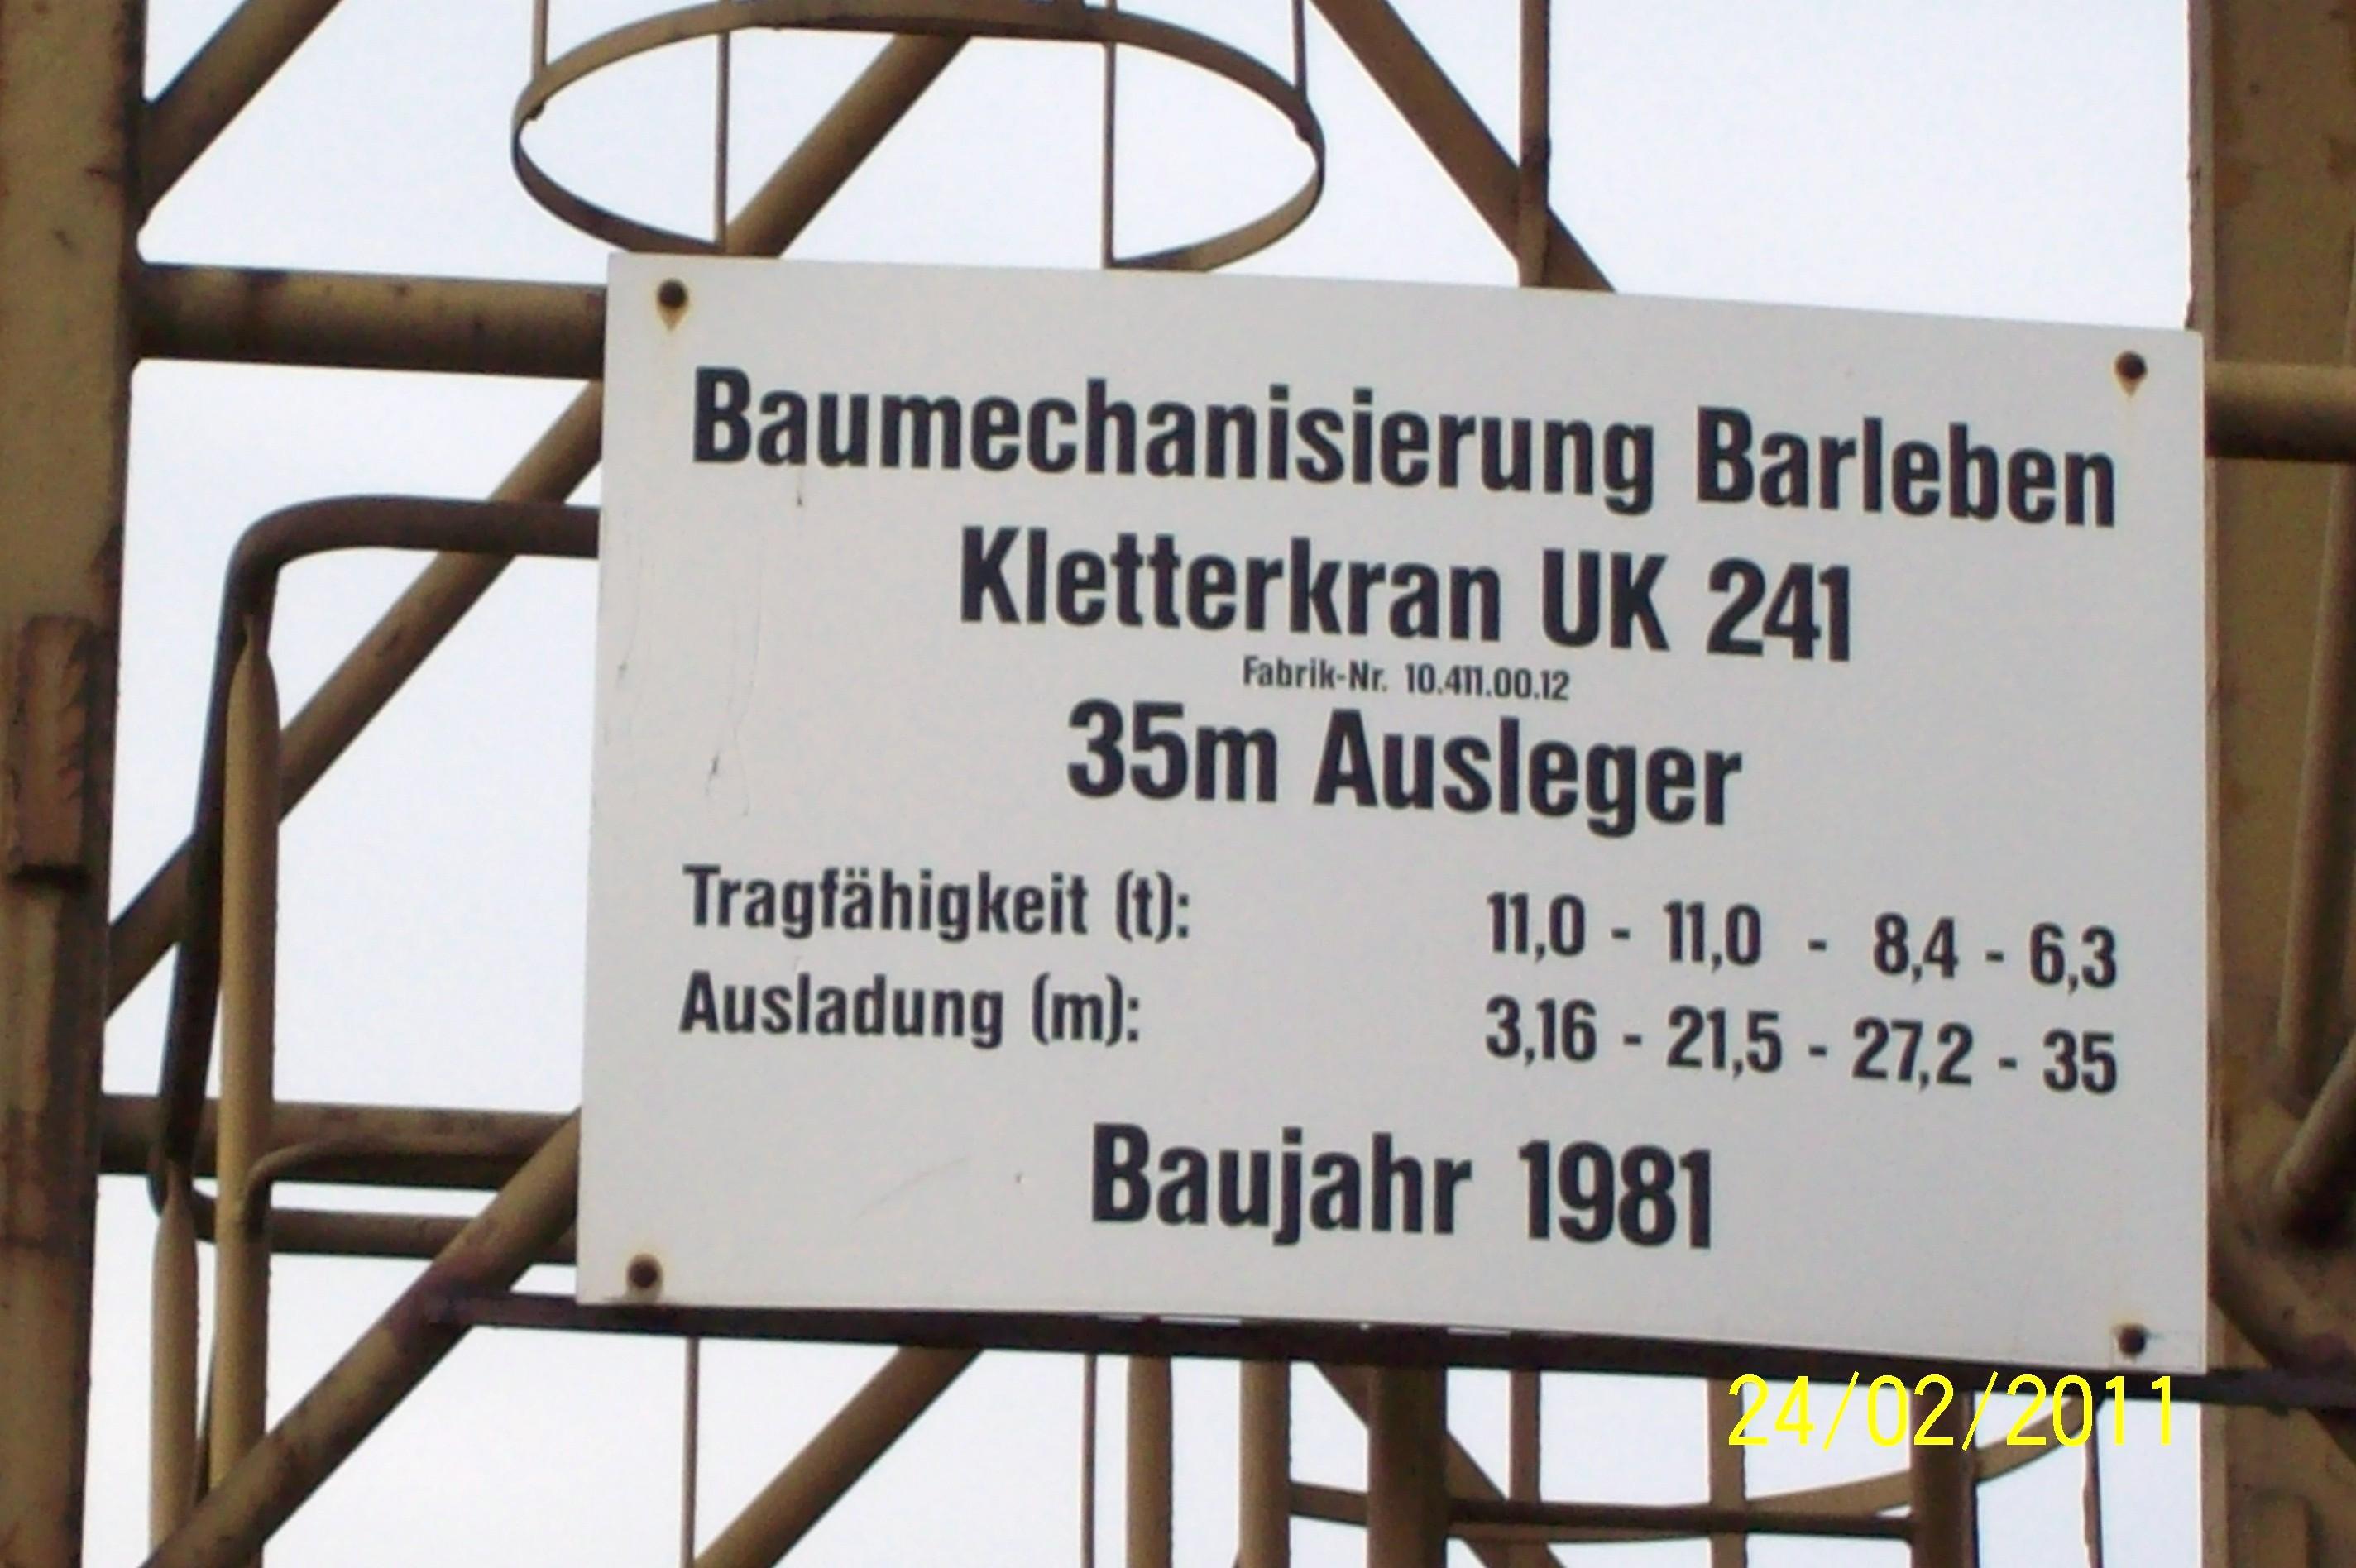 Baumechanisierung Barleben
Kletterkran UK 241
Fabrik-Nr. 10.411.00.12
35m Ausleger
Tragfähigkeit (t): 11,0 - 11,0 - 8,4 - 6,3
Ausladung (m): 3,16 - 21,5 - 27,2 - 35
Baujahr 1981
24/02/2011